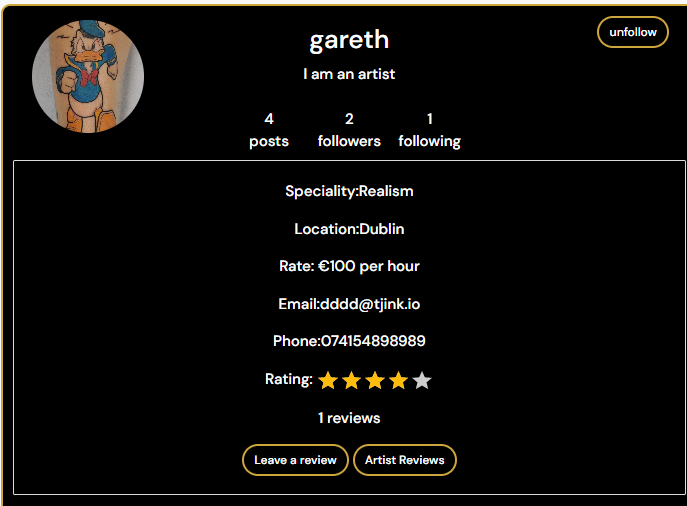 gareth
unfollow
I am an artist
4 2 1
posts followers following
Speciality:Realism
Location:Dublin
Rate: €100 per hour
Email:dddd@tjink.io
Phone:074154898989
Rating:
1 reviews
Leave a review Artist Reviews